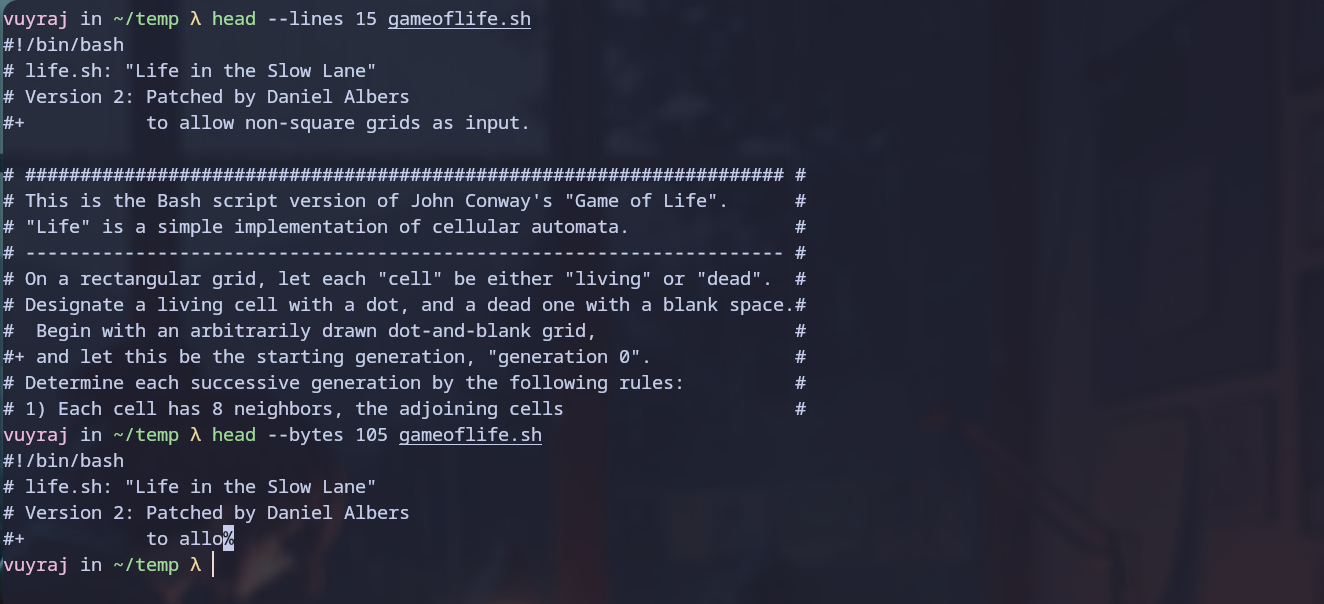 vuyraj in ~/temp λ head --lines 15 gameoflife.sh
#!/bin/bash
# life.sh: "Life in the Slow Lane"
# Version 2: Patched by Daniel Albers
#+           to allow non-square grids as input.

# ##################################################################### #
# This is the Bash script version of John Conway's "Game of Life".      #
# "Life" is a simple implementation of cellular automata.               #
# --------------------------------------------------------------------- #
# On a rectangular grid, let each "cell" be either "living" or "dead".  #
# Designate a living cell with a dot, and a dead one with a blank space.#
#  Begin with an arbitrarily drawn dot-and-blank grid,                  #
#+ and let this be the starting generation, "generation 0".             #
# Determine each successive generation by the following rules:          #
# 1) Each cell has 8 neighbors, the adjoining cells                     #
vuyraj in ~/temp λ head --bytes 105 gameoflife.sh
#!/bin/bash
# life.sh: "Life in the Slow Lane"
# Version 2: Patched by Daniel Albers
#+           to allo%
vuyraj in ~/temp λ